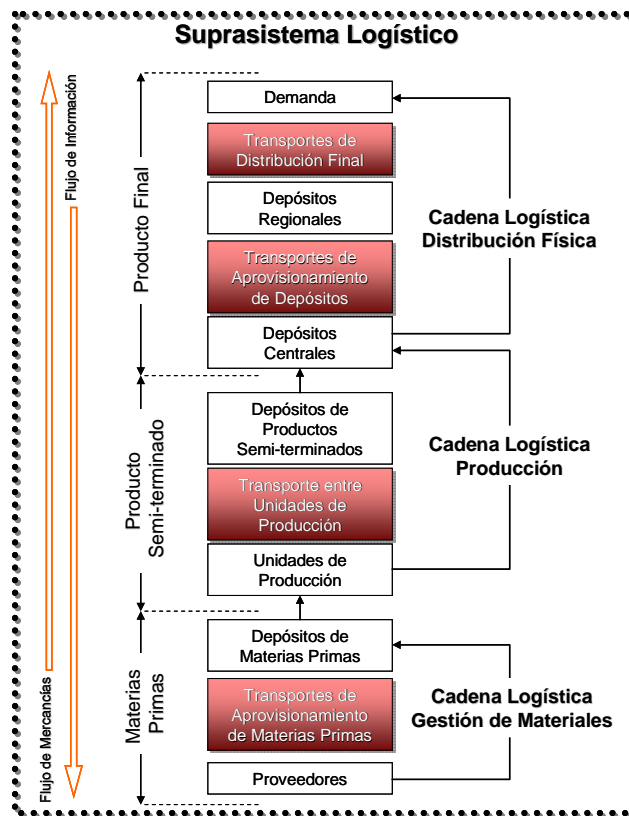 Suprasistema Logístico
Flujo de Información
Flujo de Mercancías
Producto Final
Producto
Semi-terminado
Materias
Primas
Demanda
Transportes de
Distribución Final
Depósitos
Regionales
Transportes de
Aprovisionamiento
de Depósitos
Depósitos
Centrales
Depósitos de
Productos
Semi-terminados
Transporte entre
Unidades de
Producción
Unidades de
Producción
Depósitos de
Materias Primas
Transportes de
Aprovisionamiento
de Materias Primas
Proveedores
Cadena Logística
Distribución Física
Cadena Logística
Producción
Cadena Logística
Gestión de Materiales